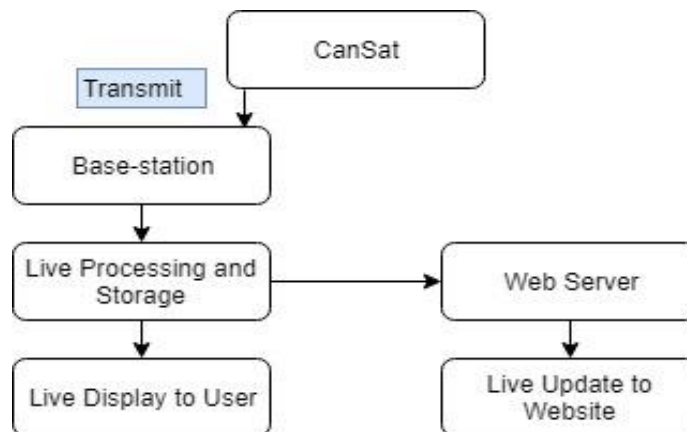 CanSat
Transmit
Base-station
Live Processing and
Storage
Web Server
Live Display to User
Live Update to
Website